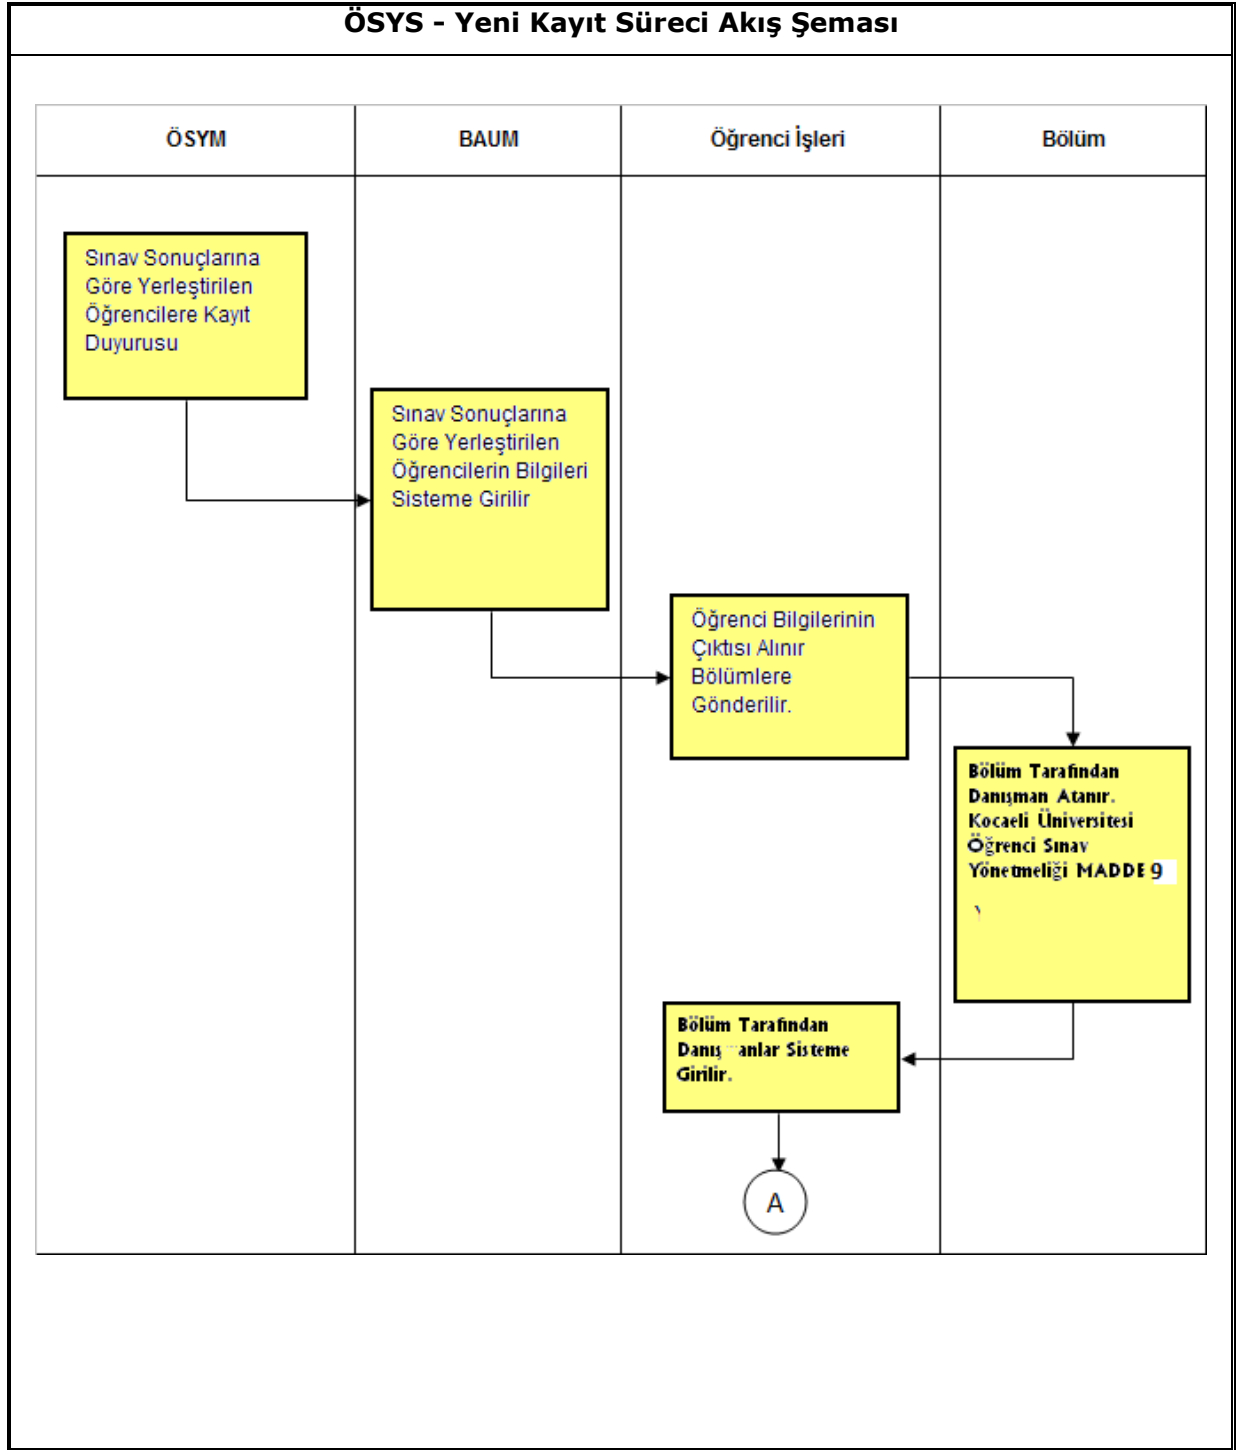 ÖSYS - Yeni Kayıt Süreci Akış Şeması
ÖSYM
BAUM
Öğrenci İşleri
Bölüm
Sınav Sonuçlarına
Göre Yerleştirilen
Öğrencilere Kayıt
Duyurusu
Sınav Sonuçlarına
Göre Yerleştirilen
Öğrencilerin Bilgileri
Sisteme Girilir
Öğrenci Bilgilerinin
Çıktısı Alınır
Bölümlere
Gönderilir.
Bölüm Tarafından
Danışman Atanır.
Kocaeli Üniversitesi
Öğrenci Sınav
Yönetmeliği MADDE 9
Bölüm Tarafından
Sisteme
Girilir.
A